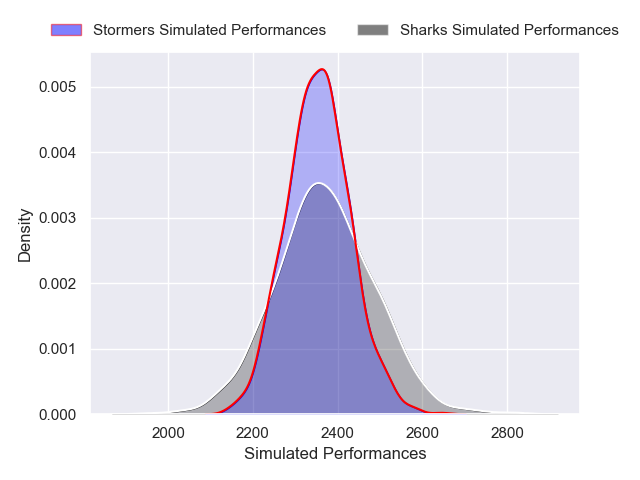 Stormers Simulated Performances Sharks Simulated Performances
0.005
0.004
0.003
0.002
0.001
0.000
Density
2000 2200 2400 2600 2800
Simulated Performances